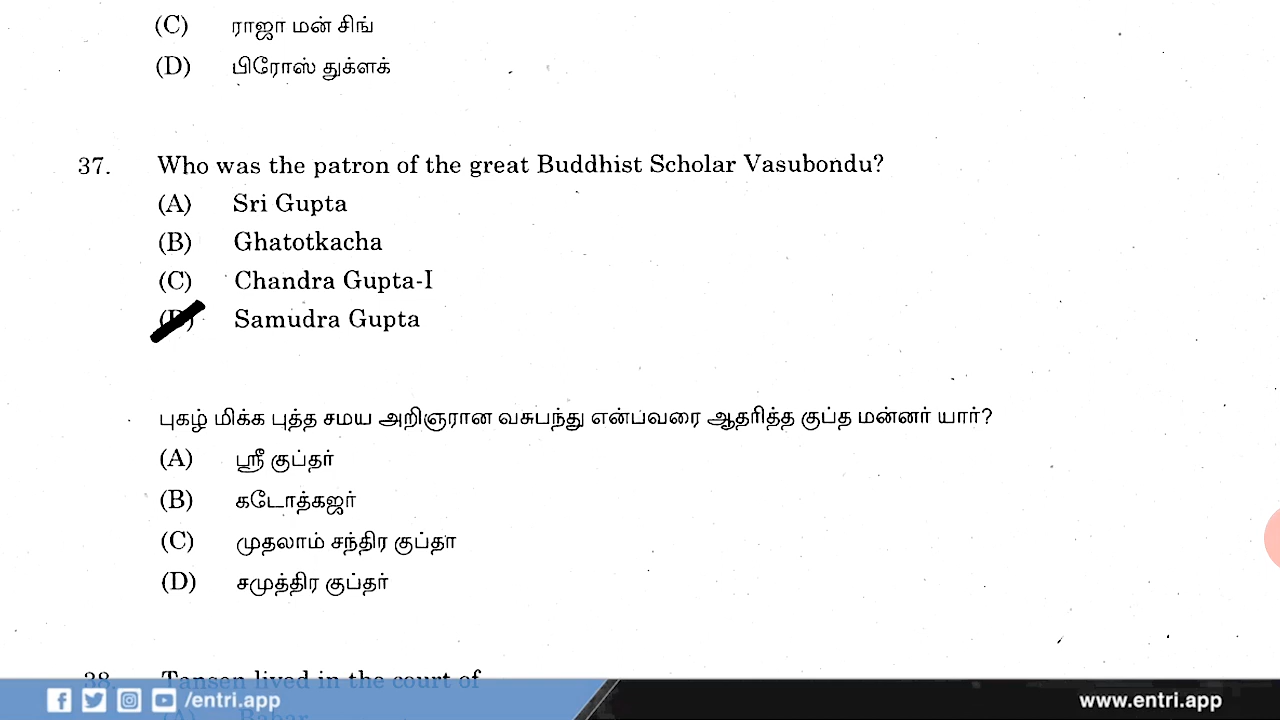 (C) ராஜா மன் சிங்
(D) பிரோஸ் துக்ளக்
37. Who was the patron of the great Buddhist Scholar Vasubondu?
(A) Sri Gupta
(B) Ghatotkacha
(C) Chandra Gupta-I
(D) Samudra Gupta
புகழ் மிக்க புத்த சமய அறிஞரான வசுபந்து என்பவரை ஆதரித்த குப்த மன்னர் யார்?
(A) ஸ்ரீ குப்தர்
(B) கடோத்கஜர்
(C) முதலாம் சந்திர குப்தா
(D) சமுத்திர குப்தர்
38. Tansen lived in the court of
(A) Babar
/entri.app
www.entri.app